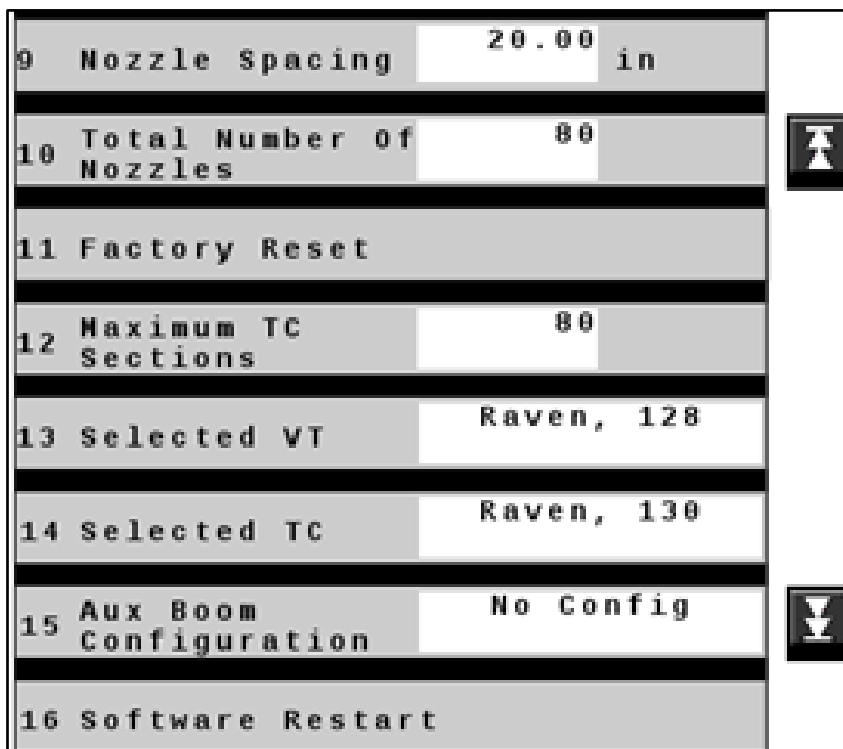 9 Nozzle Spacing 20.00 in
10 Total Number Of 80
Nozzles
11 Factory Reset
12 Maximum TC 80
Sections
13 Selected VT Raven, 128
14 Selected TC Raven, 130
15 Aux Boom No Config
Configuration
16 Software Restart